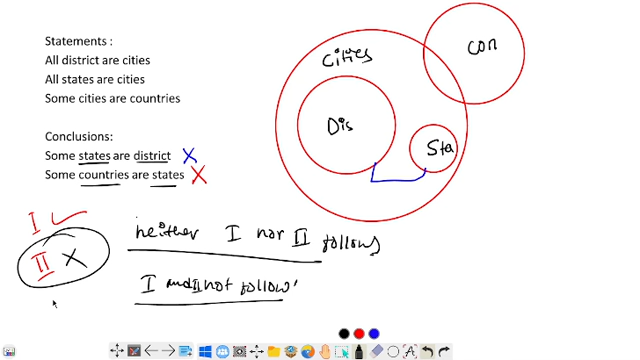 Statements :
All district are cities
All states are cities
Some cities are countries
Conclusions:
Some states are district X
Some countries are states X
Cities
Con
Dis
Sta
I ✓
II X
neither I nor II follows
I and II not follow